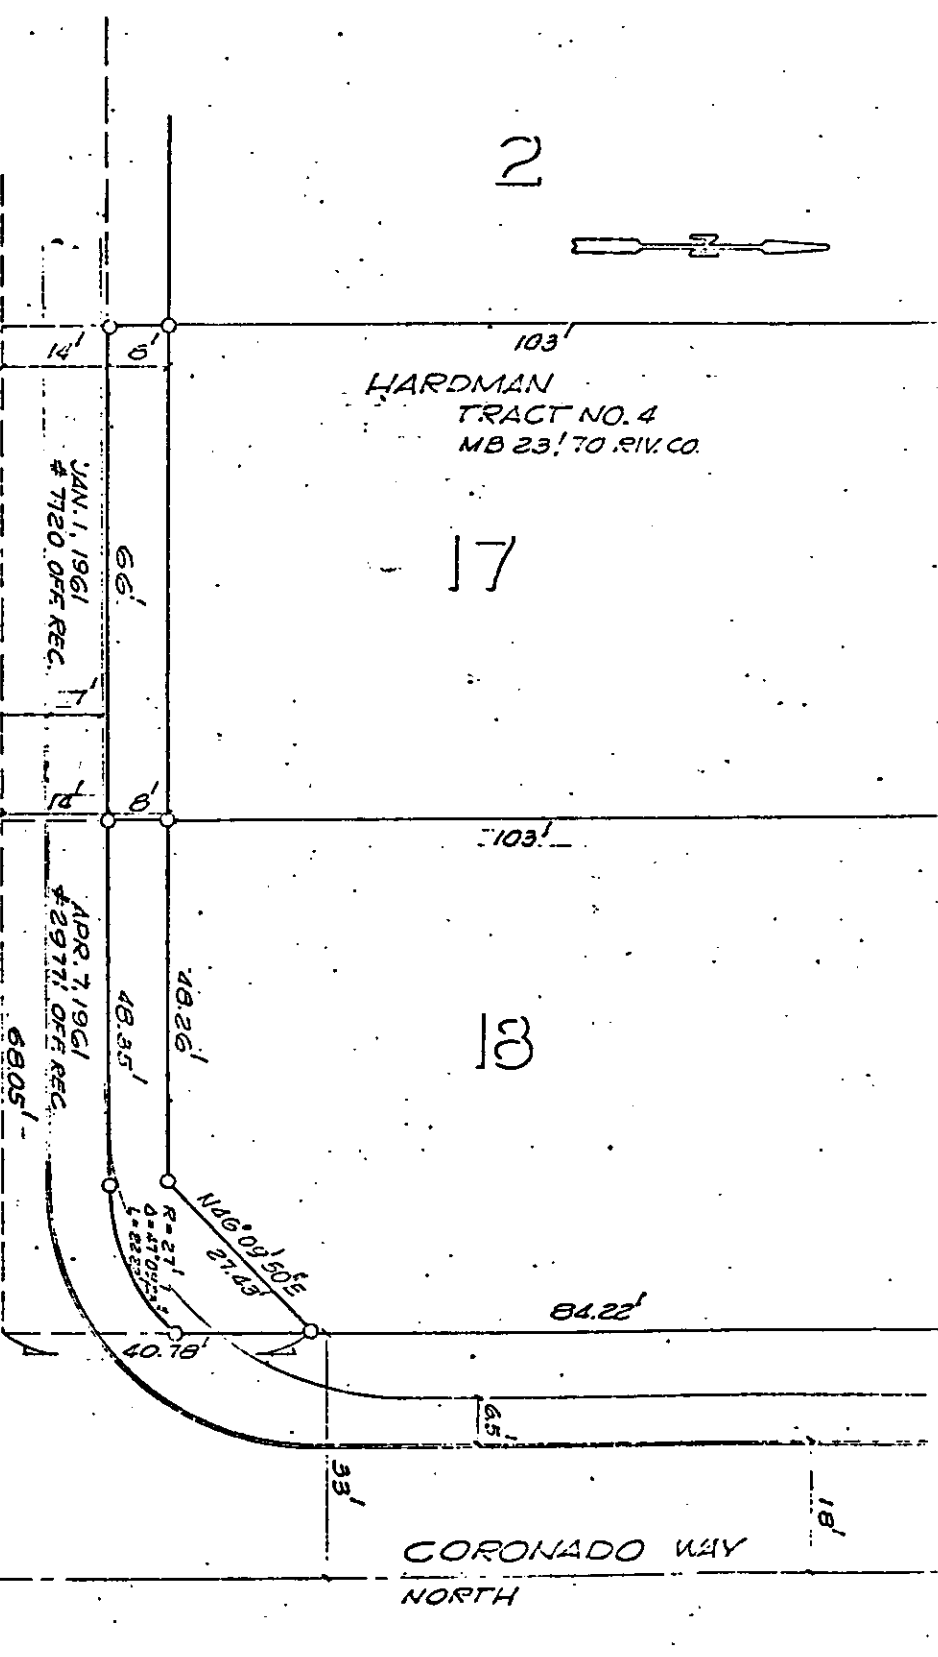 2
14' 8' 103'
HARDMAN
TRACT NO. 4
MB 23/70 RIV. CO.
JAN. 1, 1961
# 7120 OFF. REC.
66'
17
17'
14' 8' 103'
APR. 7, 1961
# 29771 OFF. REC.
68.05'
48.35'
48.26'
18
N46°09'50"E
27.43'
R=27'
84.22'
40.78'
6.5'
33'
18'
CORONADO WAY
NORTH